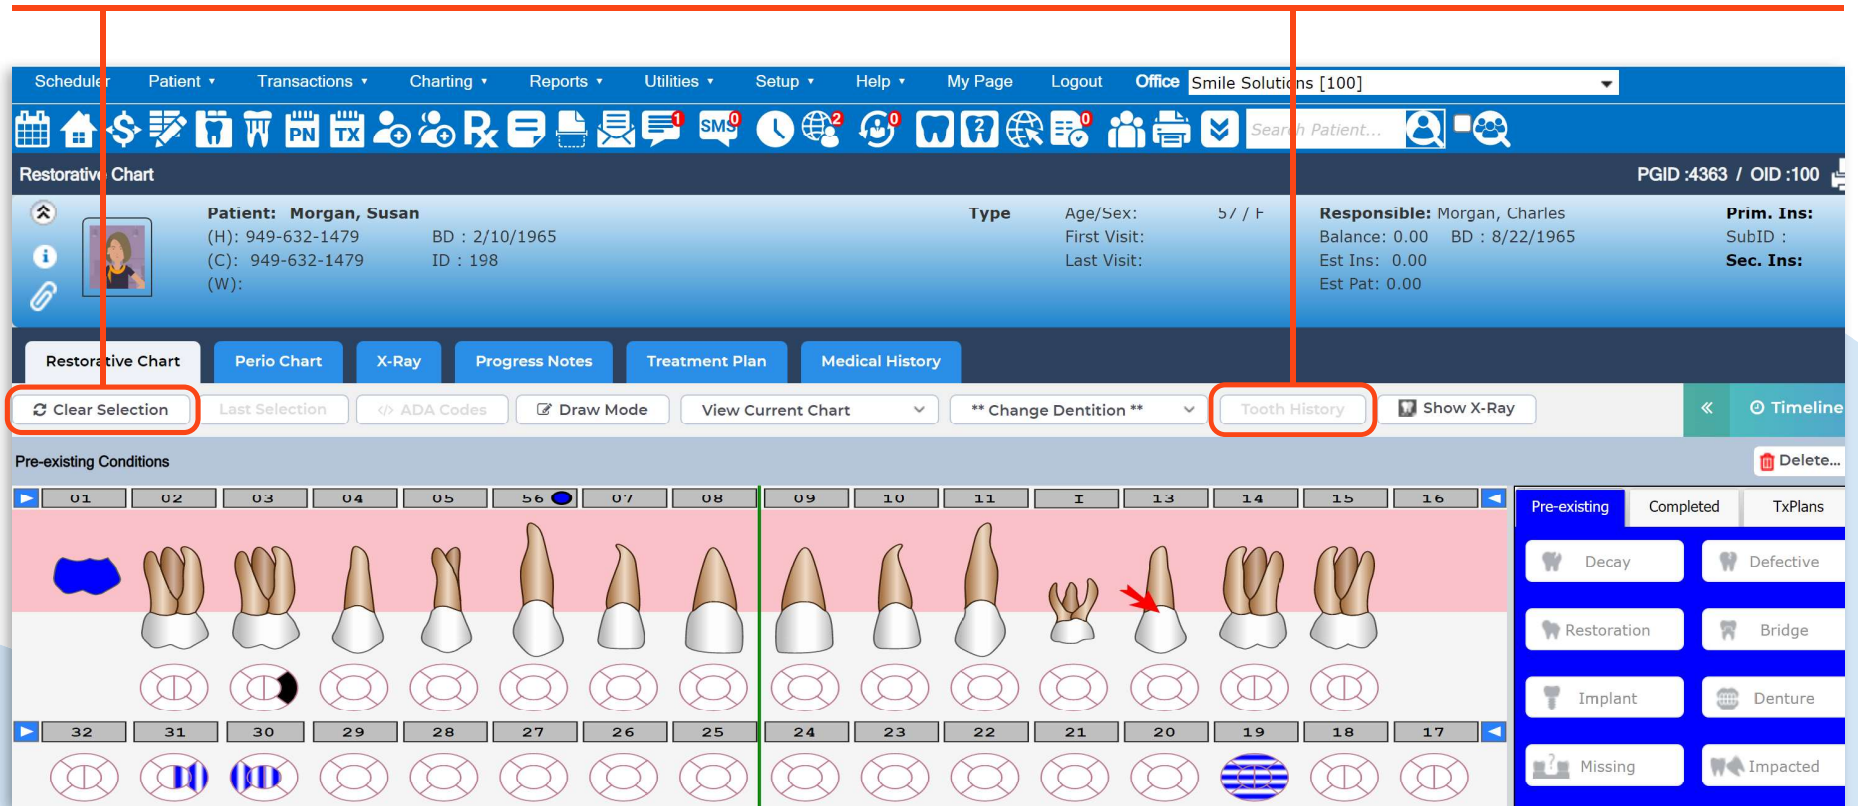 Scheduler Patient Transactions Charting Reports Utilities Setup Help My Page Logout Office Smile Solutions [100]
PN TX Rx 1 SMS 0 2 0 2 0 Search Patient...
Restorative Chart PGID :4363 / OID :100
Patient: Morgan, Susan Type Age/Sex: 57 / F Responsible: Morgan, Charles Prim. Ins:
(H): 949-632-1479 BD : 2/10/1965 First Visit: Balance: 0.00 BD : 8/22/1965 SubID :
(C): 949-632-1479 ID : 198 Last Visit: Est Ins: 0.00 Sec. Ins:
(W): Est Pat: 0.00
Restorative Chart Perio Chart X-Ray Progress Notes Treatment Plan Medical History
Clear Selection Last Selection </> ADA Codes Draw Mode View Current Chart ** Change Dentition ** Tooth History Show X-Ray « Timeline
Pre-existing Conditions Delete...
01 02 03 04 05 56 07 08 09 10 11 I 13 14 15 16
Pre-existing Completed TxPlans
Decay Defective
Restoration Bridge
Implant Denture
32 31 30 29 28 27 26 25 24 23 22 21 20 19 18 17
Missing Impacted